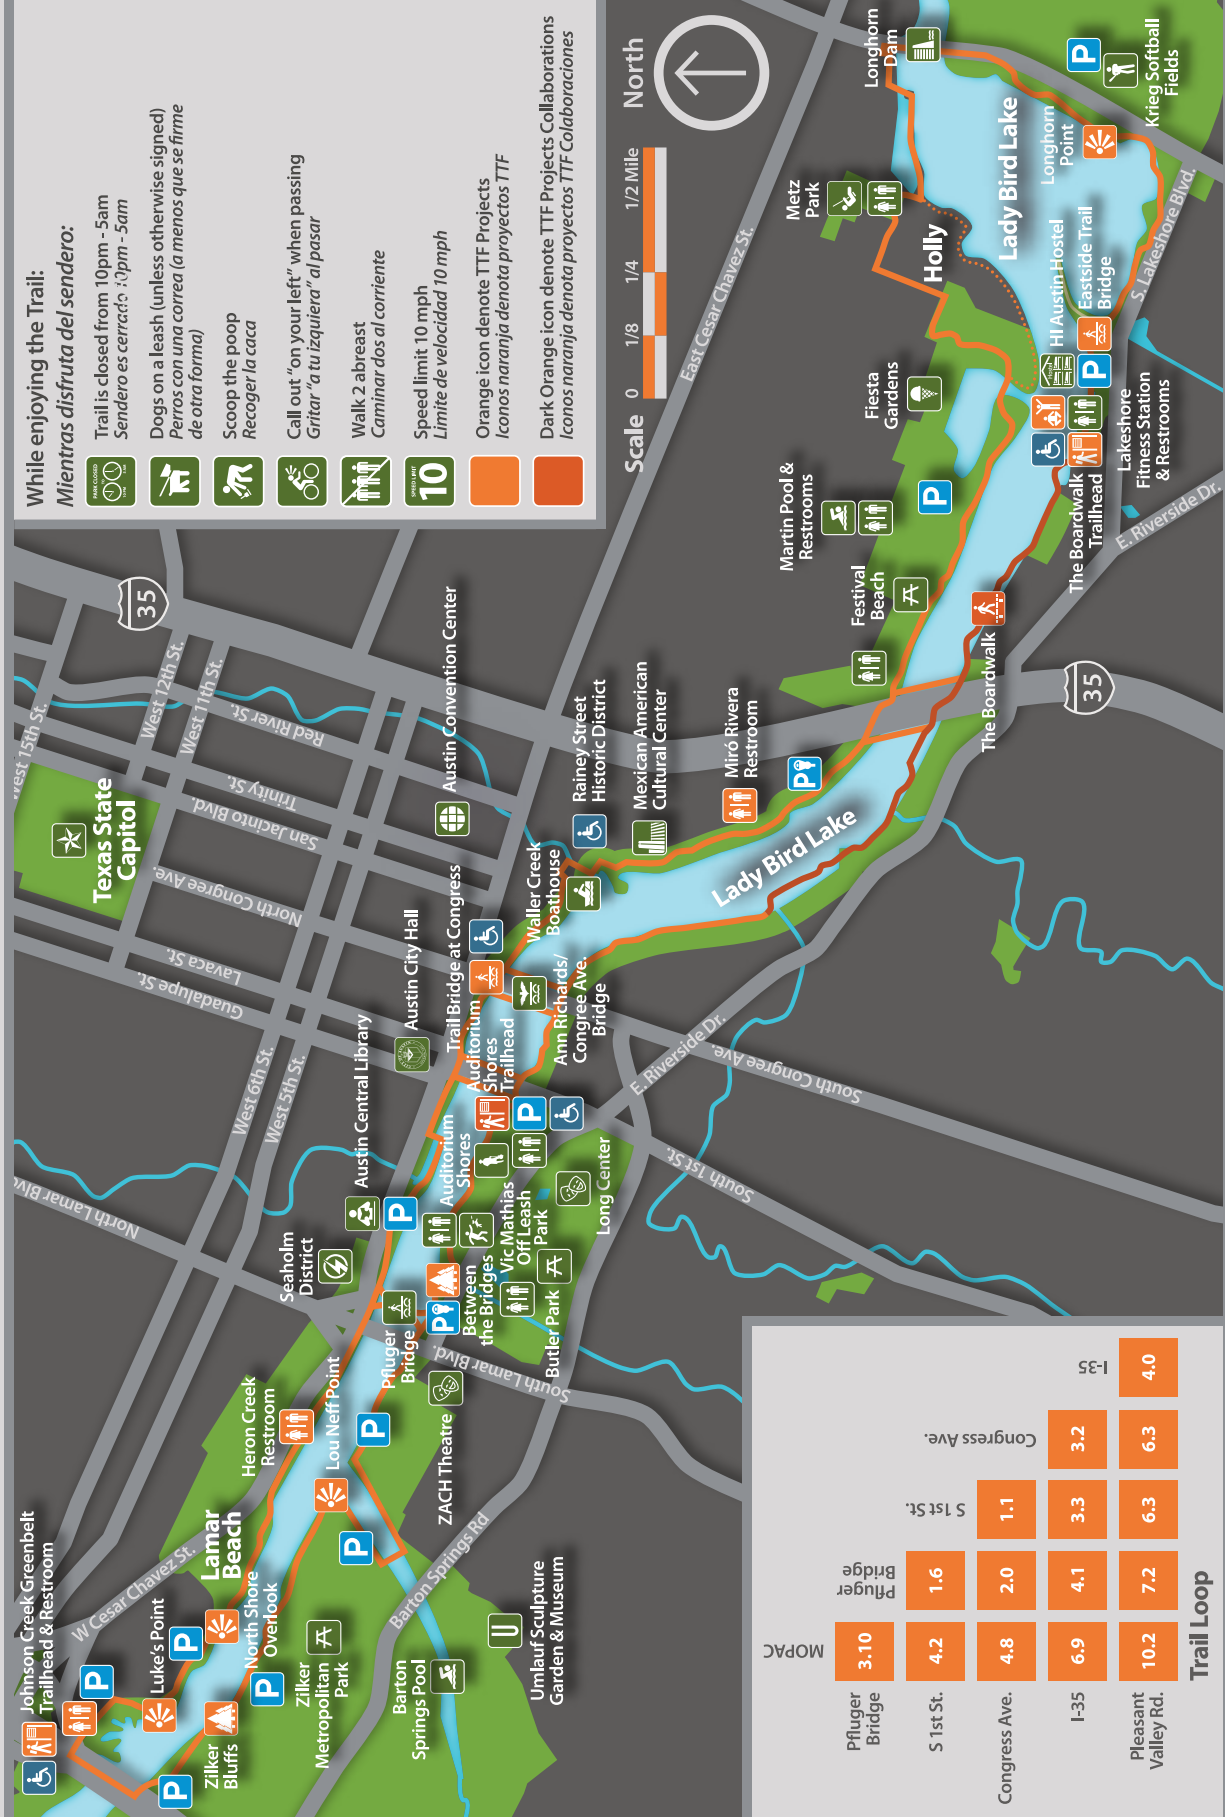 While enjoying the Trail:
Mientras disfruta del sendero:
PARK CLOSED
Trail is closed from 10pm - 5am
Sendero es cerrado 10pm - 5am
Dogs on a leash (unless otherwise signed)
Perros con una correa (a menos que se firme
de otra forma)
Scoop the poop
Recoger la caca
Call out "on your left" when passing
Gritar "a tu izquiera" al pasar
Walk 2 abreast
Caminar dos al corriente
SPEED LIMIT
10
Speed limit 10 mph
Limite de velocidad 10 mph
Orange icon denote TTF Projects
Iconos naranja denota proyectos TTF
Dark Orange icon denote TTF Projects Collaborations
Iconos naranja denota proyectos TTF Colaboraciones
Scale
0
1/8
1/4
1/2 Mile
North
Johnson Creek Greenbelt
Trailhead & Restroom
P
W Cesar Chavez St.
Luke's Point
P
P
Zilker
Bluffs
Lamar
Beach
North Shore
Overlook
P
Zilker
Metropolitan
Park
Barton
Springs Pool
Umlauf Sculpture
Garden & Museum
Barton Springs Rd
P
Heron Creek
Restroom
Lou Neff Point
P
ZACH Theatre
Pfluger
Bridge
South Lamar Blvd.
North Lamar Blvd
Seaholm
District
Austin Central Library
P
P
Between
the Bridges
Butler Park
Vic Mathias
Off Leash
Park
Auditorium
Shores
Long Center
Auditorium
Shores
Trailhead
P
Austin City Hall
Trail Bridge at Congress
Ann Richards/
Congree Ave.
Bridge
Waller Creek
Boathouse
West 6th St.
West 5th St.
Guadalupe St.
Lavaca St.
North Congree Ave.
San Jacinto Blvd.
Trinity St.
Red River St.
West 11th St.
West 12th St.
West 15th St.
Texas State
Capitol
35
Austin Convention Center
Rainey Street
Historic District
Mexican American
Cultural Center
Miró Rivera
Restroom
P
Lady Bird Lake
E. Riverside Dr.
South Congree Ave.
South 1st St.
The Boardwalk
35
Festival
Beach
Martin Pool &
Restrooms
P
Fiesta
Gardens
East Cesar Chavez St.
Metz
Park
Holly
Longhorn
Dam
Lady Bird Lake
Longhorn
Point
P
Krieg Softball
Fields
S. Lakeshore Blvd.
HI Austin Hostel
Eastside Trail
Bridge
P
Lakeshore
Fitness Station
& Restrooms
The Boardwalk
Trailhead
E. Riverside Dr.
MOPAC
Pfluger
Bridge
S 1st St.
Congress Ave.
I-35
Pfluger
Bridge
3.10
S 1st St.
4.2
1.6
Congress Ave.
4.8
2.0
1.1
I-35
6.9
4.1
3.3
3.2
Pleasant
Valley Rd.
10.2
7.2
6.3
6.3
4.0
Trail Loop